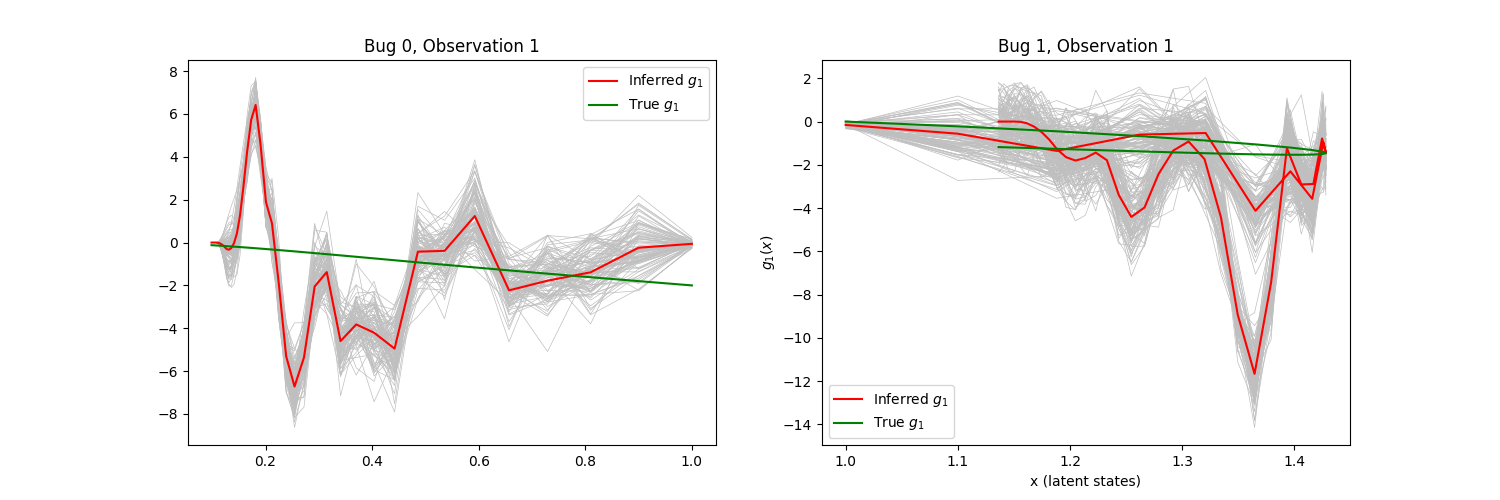 Bug 0, Observation 1
8
6
4
2
0
−2
−4
−6
−8
0.2 0.4 0.6 0.8 1.0
Inferred g₁
True g₁
Bug 1, Observation 1
g₁(x)
2
0
−2
−4
−6
−8
−10
−12
−14
Inferred g₁
True g₁
1.0 1.1 1.2 1.3 1.4
x (latent states)